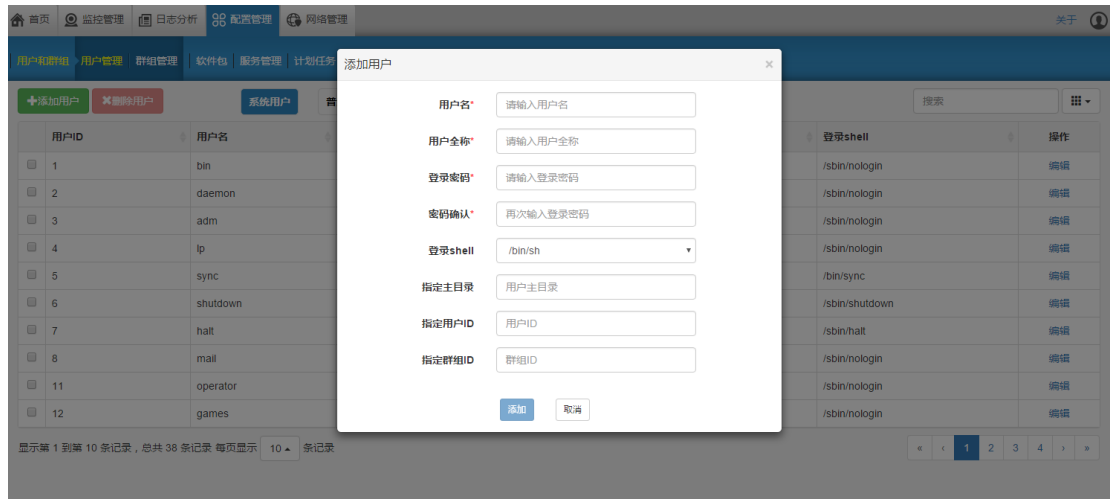 首页 监控管理 日志分析 配置管理 网络管理 关于
用户和群组 用户管理 群组管理 软件包 服务管理 计划任务
添加用户 ×
添加用户 删除用户 系统用户 普 搜索
用户名* 请输入用户名
用户全称* 请输入用户全称
登录密码* 请输入登录密码
密码确认* 再次输入登录密码
登录shell /bin/sh
指定主目录 用户主目录
指定用户ID 用户ID
指定群组ID 群组ID
添加 取消
用户ID 用户名 登录shell 操作
1 bin /sbin/nologin 编辑
2 daemon /sbin/nologin 编辑
3 adm /sbin/nologin 编辑
4 lp /sbin/nologin 编辑
5 sync /bin/sync 编辑
6 shutdown /sbin/shutdown 编辑
7 halt /sbin/halt 编辑
8 mail /sbin/nologin 编辑
11 operator /sbin/nologin 编辑
12 games /sbin/nologin 编辑
显示第 1 到第 10 条记录，总共 38 条记录 每页显示 10 条记录 « ‹ 1 2 3 4 › »